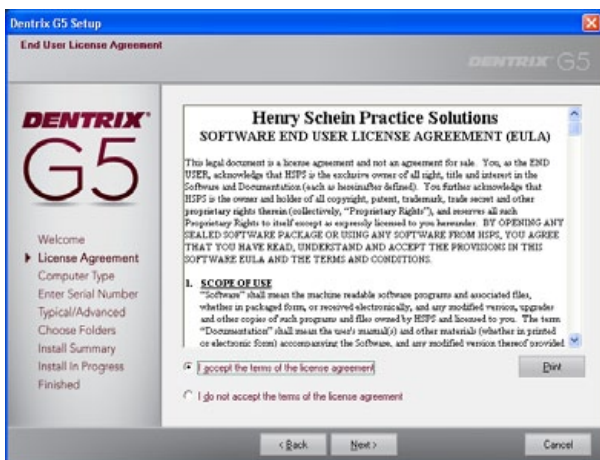 Dentrix G5 Setup
End User License Agreement
DENTRIX G5
DENTRIX
G5
Welcome
License Agreement
Computer Type
Enter Serial Number
Typical/Advanced
Choose Folders
Install Summary
Install In Progress
Finished
Henry Schein Practice Solutions
SOFTWARE END USER LICENSE AGREEMENT (EULA)
This legal document is a license agreement and not an agreement for sale. You, as the END
USER, acknowledge that HSPS is the exclusive owner of all right, title and interest in the
Software and Documentation (each as hereinafter defined). You further acknowledge that
HSPS is the owner and holder of all copyright, patent, trademark, trade secret and other
proprietary rights therein (collectively, "Proprietary Rights"), and reserves all such
Proprietary Rights to itself except as expressly licensed to you hereunder. BY OPENING ANY
SEALED SOFTWARE PACKAGE OR USING ANY SOFTWARE FROM HSPS, YOU AGREE
THAT YOU HAVE READ, UNDERSTAND AND ACCEPT THE PROVISIONS IN THIS
SOFTWARE EULA AND THE TERMS AND CONDITIONS.
1. SCOPE OF USE
"Software" shall mean the machine readable software programs and associated files,
whether in packaged form, or received electronically, and any modified version, upgrades
and other copies of such programs and files owned by HSPS and licensed to you. The term
"Documentation" shall mean the user's manual(s) and other materials (whether in printed
or electronic form) accompanying the Software, and any modified version thereof provided
I accept the terms of the license agreement
Print
I do not accept the terms of the license agreement
< Back
Next >
Cancel